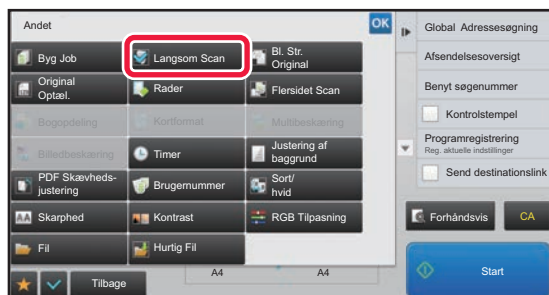 Andet
OK
Byg Job
Langsom Scan
Bl. Str.
Original
Original
Optæl.
Rader
Flersidet Scan
Bogopdeling
Kortformat
Multibeskæring
Billedbeskæring
Timer
Justering af
baggrund
PDF Skævheds-
justering
Brugernummer
Sort/
hvid
AA
Skarphed
Kontrast
RGB Tilpasning
Fil
Hurtig Fil
Tilbage
A4
A4
Global Adressesøgning
Afsendelsesoversigt
Benyt søgenummer
Kontrolstempel
Programregistrering
Reg. aktuelle indstillinger
Send destinationslink
Forhåndsvis
CA
Start